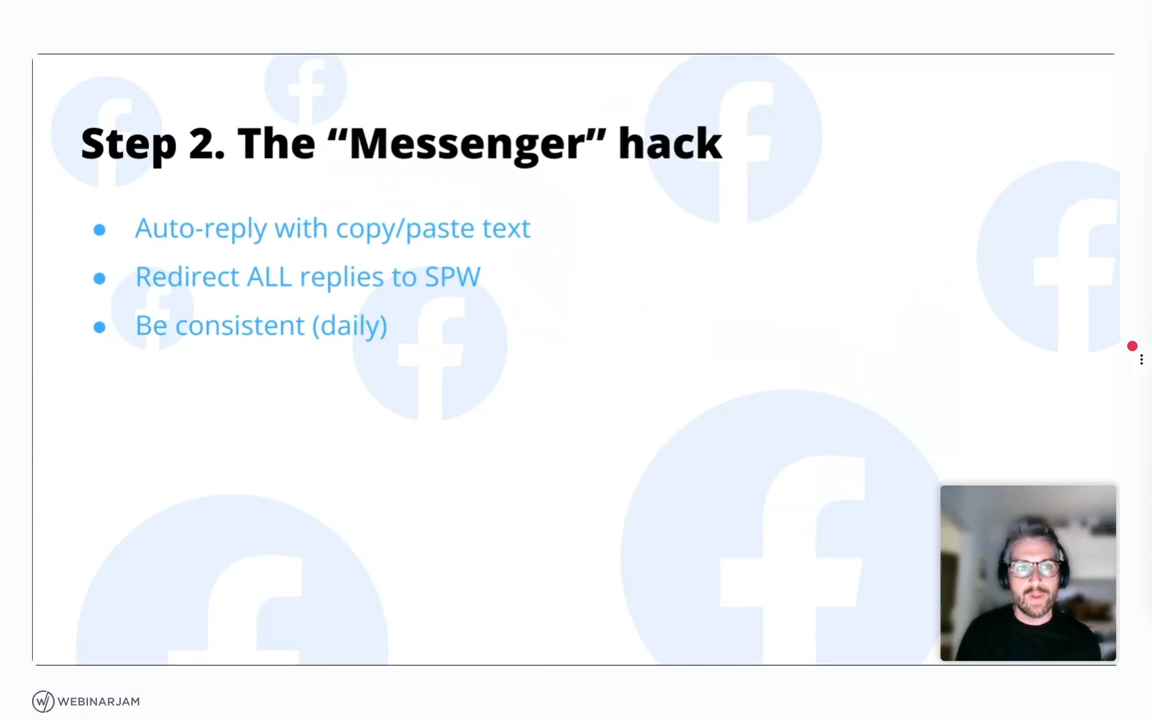 Step 2. The “Messenger” hack
● Auto-reply with copy/paste text
● Redirect ALL replies to SPW
● Be consistent (daily)
WEBINARJAM